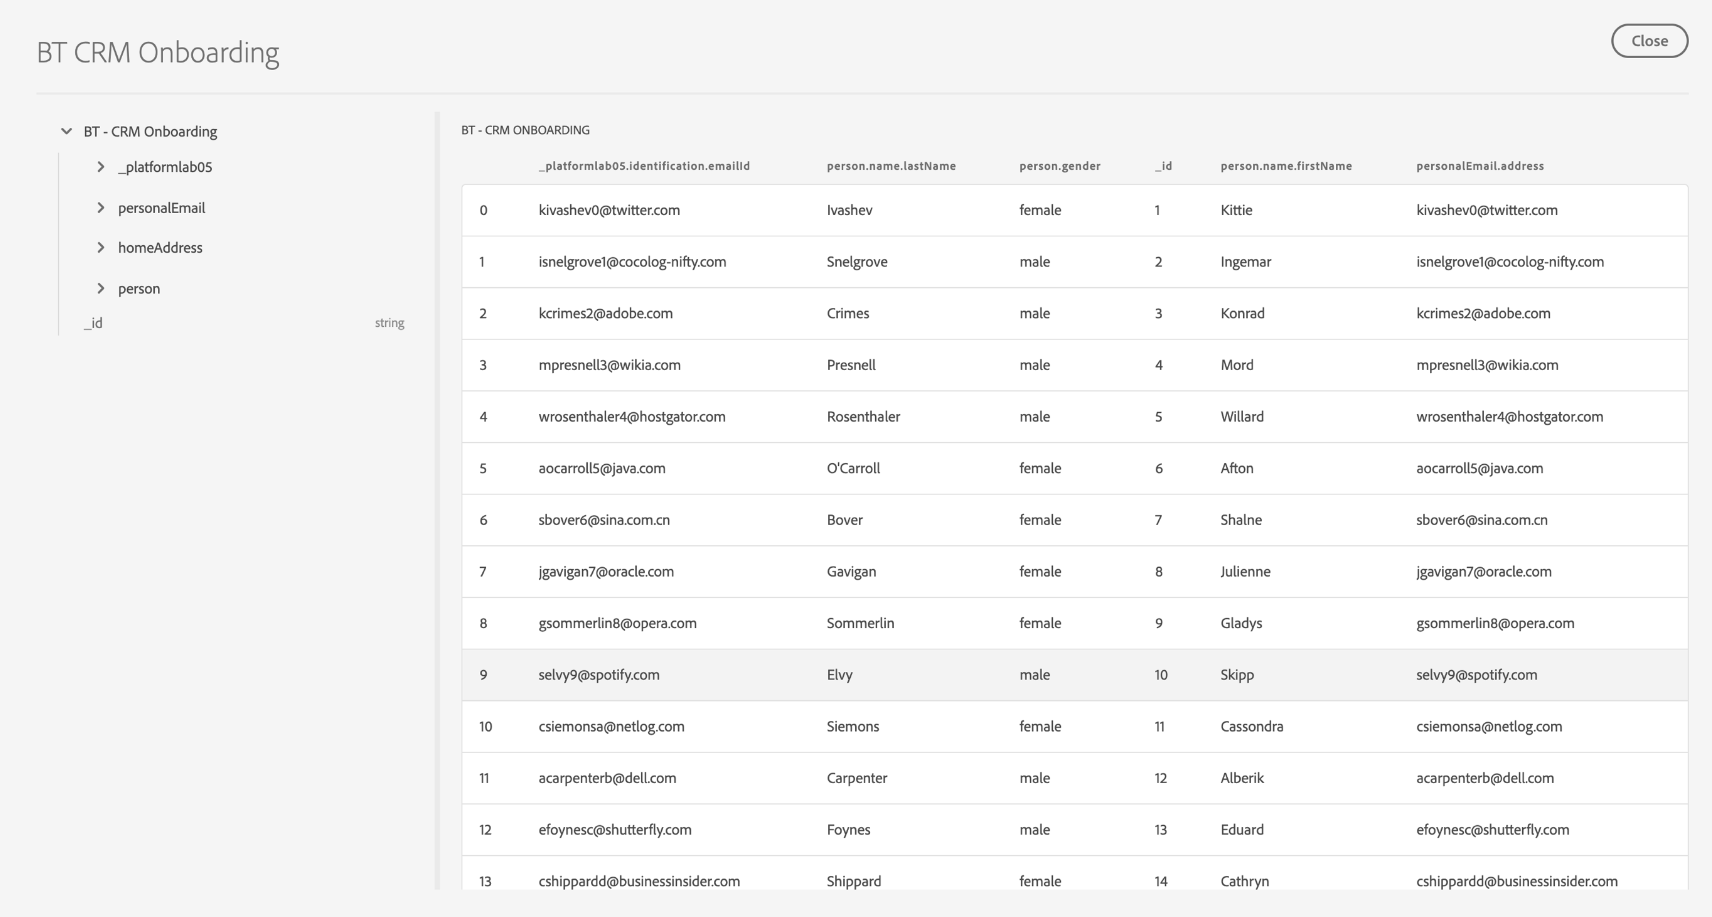 BT CRM Onboarding
Close
BT - CRM Onboarding
_platformlab05
personalEmail
homeAddress
person
_id string
BT - CRM ONBOARDING
_platformlab05.identification.emailId person.name.lastName person.gender _id person.name.firstName personalEmail.address
0 kivashev0@twitter.com Ivashev female 1 Kittie kivashev0@twitter.com
1 isnelgrove1@cocolog-nifty.com Snelgrove male 2 Ingemar isnelgrove1@cocolog-nifty.com
2 kcrimes2@adobe.com Crimes male 3 Konrad kcrimes2@adobe.com
3 mpresnell3@wikia.com Presnell male 4 Mord mpresnell3@wikia.com
4 wrosenthaler4@hostgator.com Rosenthaler male 5 Willard wrosenthaler4@hostgator.com
5 aocarroll5@java.com O'Carroll female 6 Afton aocarroll5@java.com
6 sbover6@sina.com.cn Bover female 7 Shalne sbover6@sina.com.cn
7 jgavigan7@oracle.com Gavigan female 8 Julienne jgavigan7@oracle.com
8 gsommerlin8@opera.com Sommerlin female 9 Gladys gsommerlin8@opera.com
9 selvy9@spotify.com Elvy male 10 Skipp selvy9@spotify.com
10 csiemonsa@netlog.com Siemons female 11 Cassondra csiemonsa@netlog.com
11 acarpenterb@dell.com Carpenter male 12 Alberik acarpenterb@dell.com
12 efoynesc@shutterfly.com Foynes male 13 Eduard efoynesc@shutterfly.com
13 cshippardd@businessinsider.com Shippard female 14 Cathryn cshippardd@businessinsider.com